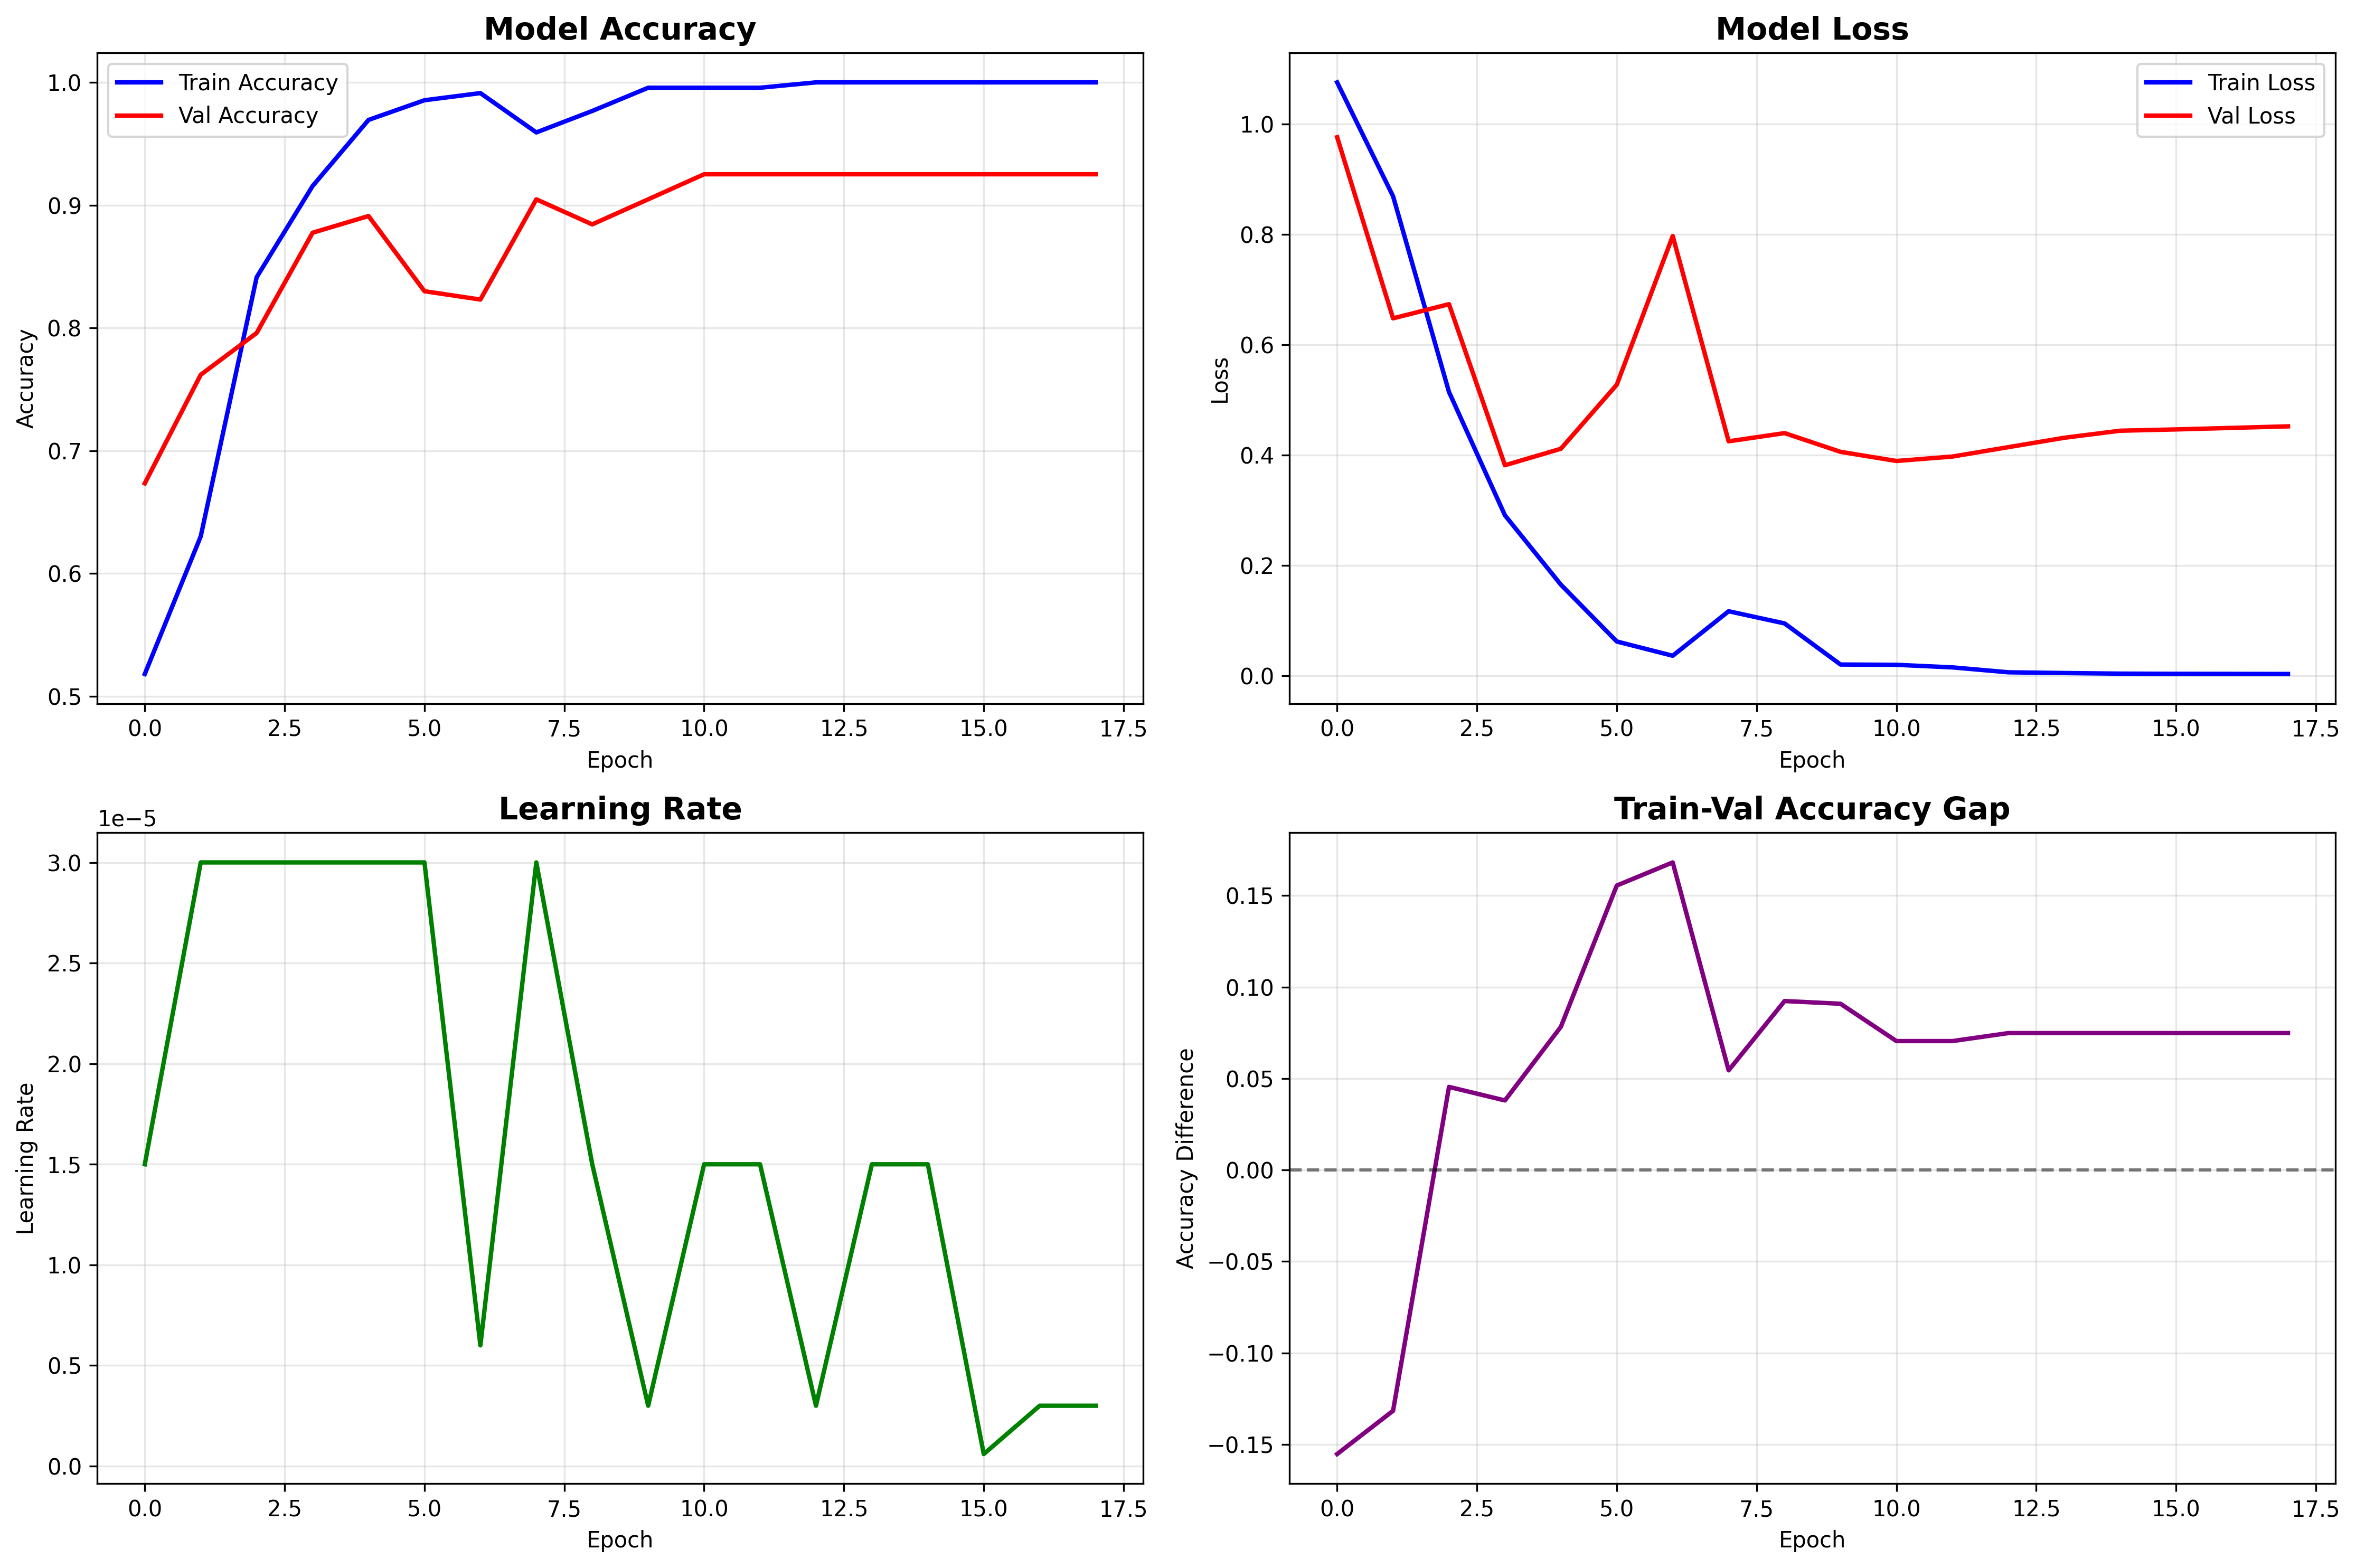 Model Accuracy
Train Accuracy
Val Accuracy
1.0
0.9
0.8
0.7
0.6
0.5
Accuracy
0.0 2.5 5.0 7.5 10.0 12.5 15.0 17.5
Epoch
Model Loss
Train Loss
Val Loss
1.0
0.8
0.6
0.4
0.2
0.0
Loss
0.0 2.5 5.0 7.5 10.0 12.5 15.0 17.5
Epoch
Learning Rate
1e−5
3.0
2.5
2.0
1.5
1.0
0.5
0.0
Learning Rate
0.0 2.5 5.0 7.5 10.0 12.5 15.0 17.5
Epoch
Train-Val Accuracy Gap
0.15
0.10
0.05
0.00
−0.05
−0.10
−0.15
Accuracy Difference
0.0 2.5 5.0 7.5 10.0 12.5 15.0 17.5
Epoch